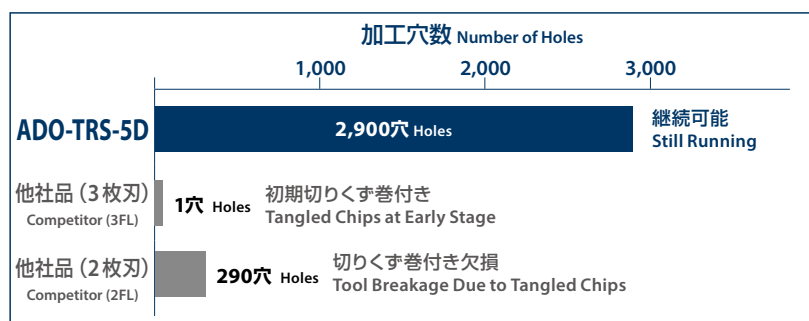 加工穴数 Number of Holes
1,000 2,000 3,000
ADO-TRS-5D
2,900穴 Holes
継続可能
Still Running
他社品（3枚刃）
Competitor (3FL)
1穴 Holes
初期切りくず巻付き
Tangled Chips at Early Stage
他社品（2枚刃）
Competitor (2FL)
290穴 Holes
切りくず巻付き欠損
Tool Breakage Due to Tangled Chips